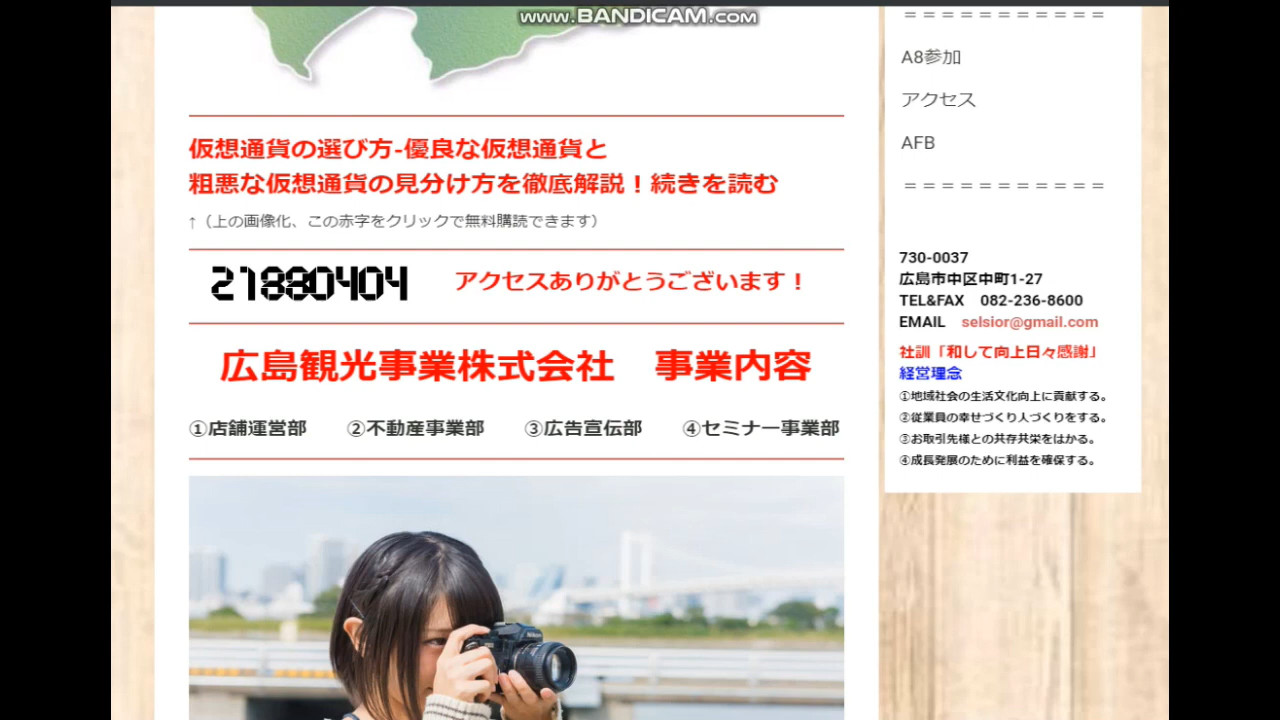 www.BANDICAM.com
仮想通貨の選び方-優良な仮想通貨と
粗悪な仮想通貨の見分け方を徹底解説！続きを読む
↑（上の画像化、この赤字をクリックで無料購読できます）
21880404 アクセスありがとうございます！
広島観光事業株式会社　事業内容
①店舗運営部 ②不動産事業部 ③広告宣伝部 ④セミナー事業部
＝＝＝＝＝＝＝＝＝＝＝
A8参加
アクセス
AFB
＝＝＝＝＝＝＝＝＝＝＝
730-0037
広島市中区中町1-27
TEL&FAX　082-236-8600
EMAIL　selsior@gmail.com
社訓「和して向上日々感謝」
経営理念
①地域社会の生活文化向上に貢献する。
②従業員の幸せづくり人づくりをする。
③お取引先様との共存共栄をはかる。
④成長発展のために利益を確保する。